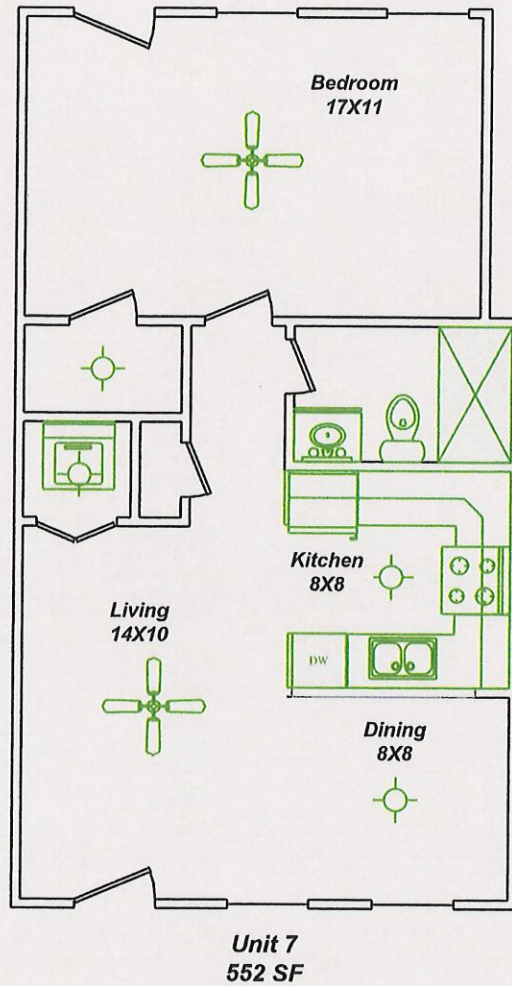 Bedroom
17X11
Kitchen
8X8
Living
14X10
DW
Dining
8X8
Unit 7
552 SF